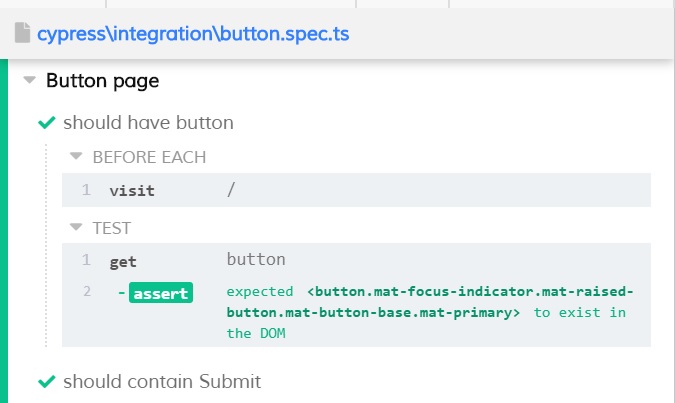 cypress\integration\button.spec.ts
Button page
should have button
BEFORE EACH
1 visit /
TEST
1 get button
2 -assert expected <button.mat-focus-indicator.mat-raised-
button.mat-button-base.mat-primary> to exist in
the DOM
should contain Submit